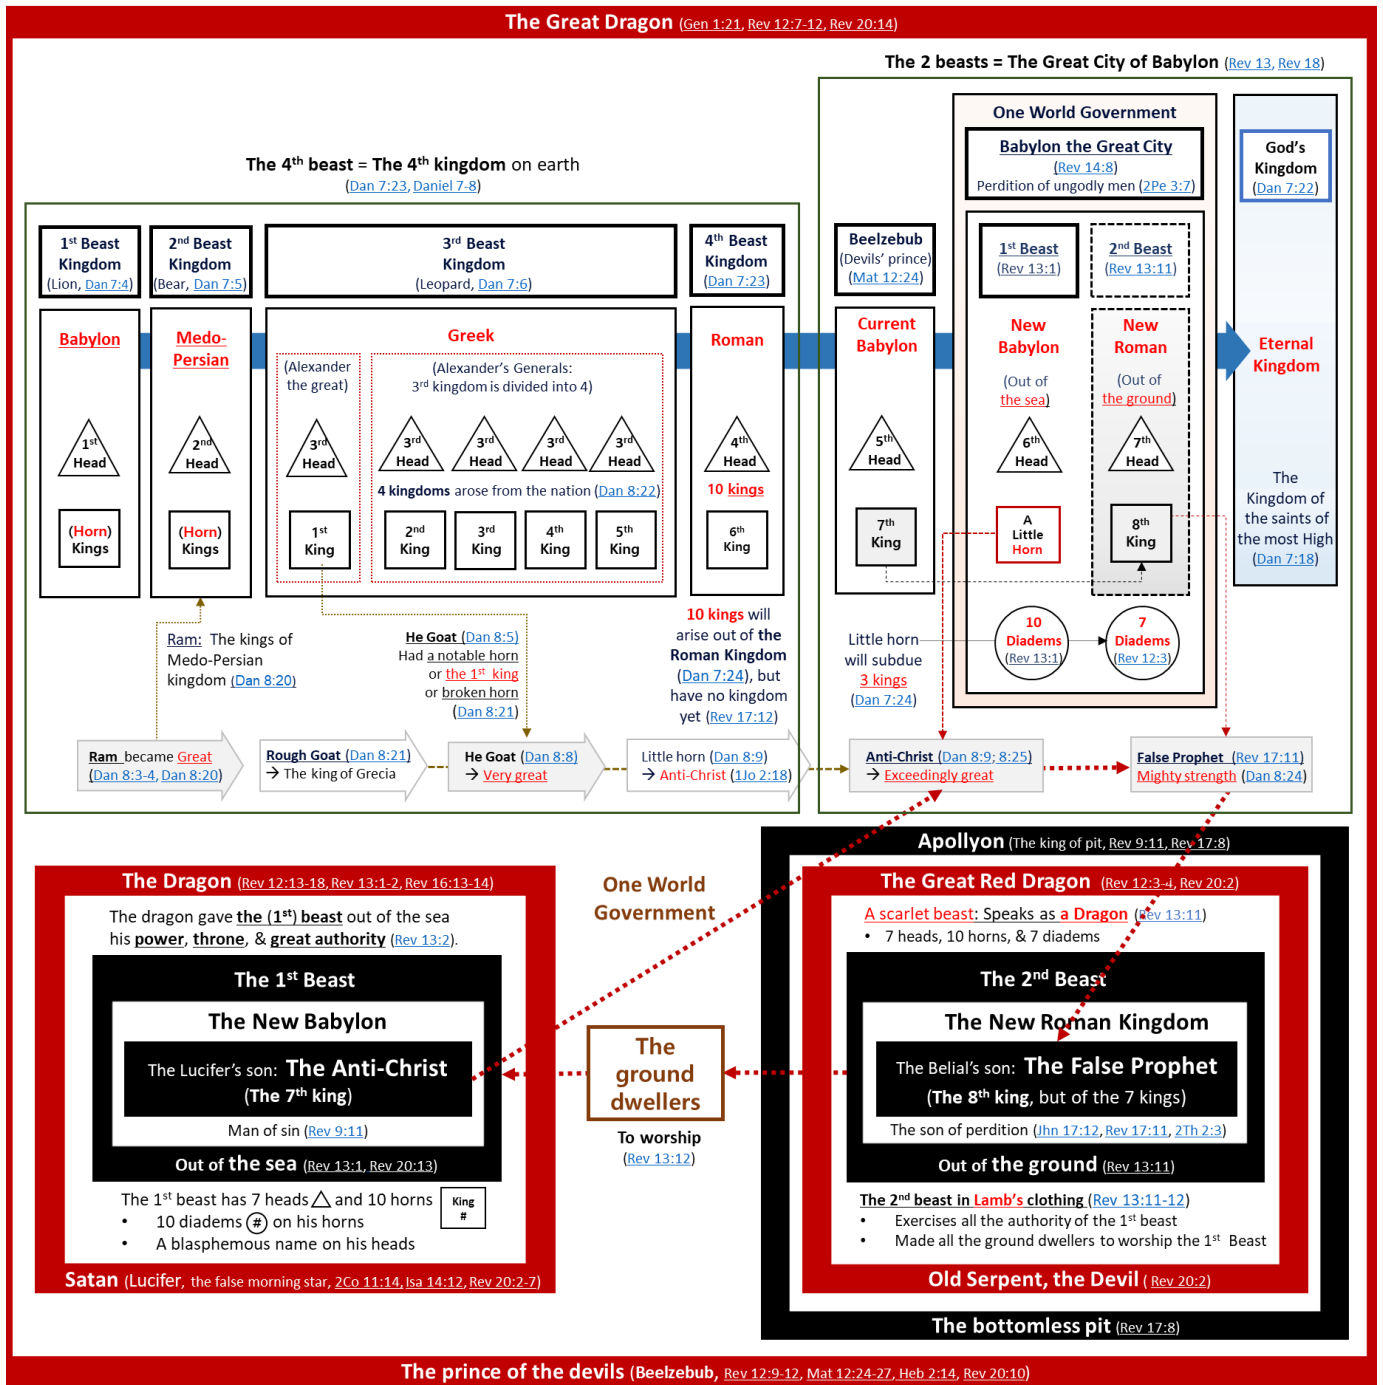 The Great Dragon (Gen 1:21, Rev 12:7-12, Rev 20:14)
The 2 beasts = The Great City of Babylon (Rev 13, Rev 18)
The 4th beast = The 4th kingdom on earth
(Dan 7:23, Daniel 7-8)
1st Beast
Kingdom
(Lion, Dan 7:4)
2nd Beast
Kingdom
(Bear, Dan 7:5)
3rd Beast
Kingdom
(Leopard, Dan 7:6)
4th Beast
Kingdom
(Dan 7:23)
Beelzebub
(Devils' prince)
(Mat 12:24)
One World Government
Babylon the Great City
(Rev 14:8)
Perdition of ungodly men (2Pe 3:7)
1st Beast
(Rev 13:1)
2nd Beast
(Rev 13:11)
God's
Kingdom
(Dan 7:22)
Babylon
1st
Head
(Horn)
Kings
Medo-
Persian
2nd
Head
(Horn)
Kings
Greek
(Alexander
the great)
3rd
Head
1st
King
(Alexander's Generals:
3rd kingdom is divided into 4)
3rd
Head
3rd
Head
3rd
Head
3rd
Head
4 kingdoms arose from the nation (Dan 8:22)
2nd
King
3rd
King
4th
King
5th
King
Roman
4th
Head
10 kings
6th
King
Current
Babylon
5th
Head
7th
King
New
Babylon
(Out of
the sea)
6th
Head
A
Little
Horn
10
Diadems
(Rev 13:1)
New
Roman
(Out of
the ground)
7th
Head
8th
King
7
Diadems
(Rev 12:3)
Eternal
Kingdom
The
Kingdom of
the saints of
the most High
(Dan 7:18)
Ram: The kings of
Medo-Persian
kingdom (Dan 8:20)
He Goat (Dan 8:5)
Had a notable horn
or the 1st king
or broken horn
(Dan 8:21)
10 kings will
arise out of the
Roman Kingdom
(Dan 7:24), but
have no kingdom
yet (Rev 17:12)
Little horn
will subdue
3 kings
(Dan 7:24)
Ram became Great
(Dan 8:3-4, Dan 8:20)
Rough Goat (Dan 8:21)
→ The king of Grecia
He Goat (Dan 8:8)
→ Very great
Little horn (Dan 8:9)
→ Anti-Christ (1Jo 2:18)
Anti-Christ (Dan 8:9; 8:25)
→ Exceedingly great
False Prophet (Rev 17:11)
Mighty strength (Dan 8:24)
The Dragon (Rev 12:13-18, Rev 13:1-2, Rev 16:13-14)
The dragon gave the (1st) beast out of the sea
his power, throne, & great authority (Rev 13:2).
The 1st Beast
The New Babylon
The Lucifer's son: The Anti-Christ
(The 7th king)
Man of sin (Rev 9:11)
Out of the sea (Rev 13:1, Rev 20:13)
The 1st beast has 7 heads and 10 horns
King
#
• 10 diadems # on his horns
• A blasphemous name on his heads
Satan (Lucifer, the false morning star, 2Co 11:14, Isa 14:12, Rev 20:2-7)
One World
Government
The
ground
dwellers
To worship
(Rev 13:12)
Apollyon (The king of pit, Rev 9:11, Rev 17:8)
The Great Red Dragon (Rev 12:3-4, Rev 20:2)
A scarlet beast: Speaks as a Dragon (Rev 13:11)
• 7 heads, 10 horns, & 7 diadems
The 2nd Beast
The New Roman Kingdom
The Belial's son: The False Prophet
(The 8th king, but of the 7 kings)
The son of perdition (Jhn 17:12, Rev 17:11, 2Th 2:3)
Out of the ground (Rev 13:11)
The 2nd beast in Lamb's clothing (Rev 13:11-12)
• Exercises all the authority of the 1st beast
• Made all the ground dwellers to worship the 1st Beast
Old Serpent, the Devil ( Rev 20:2)
The bottomless pit (Rev 17:8)
The prince of the devils (Beelzebub, Rev 12:9-12, Mat 12:24-27, Heb 2:14, Rev 20:10)